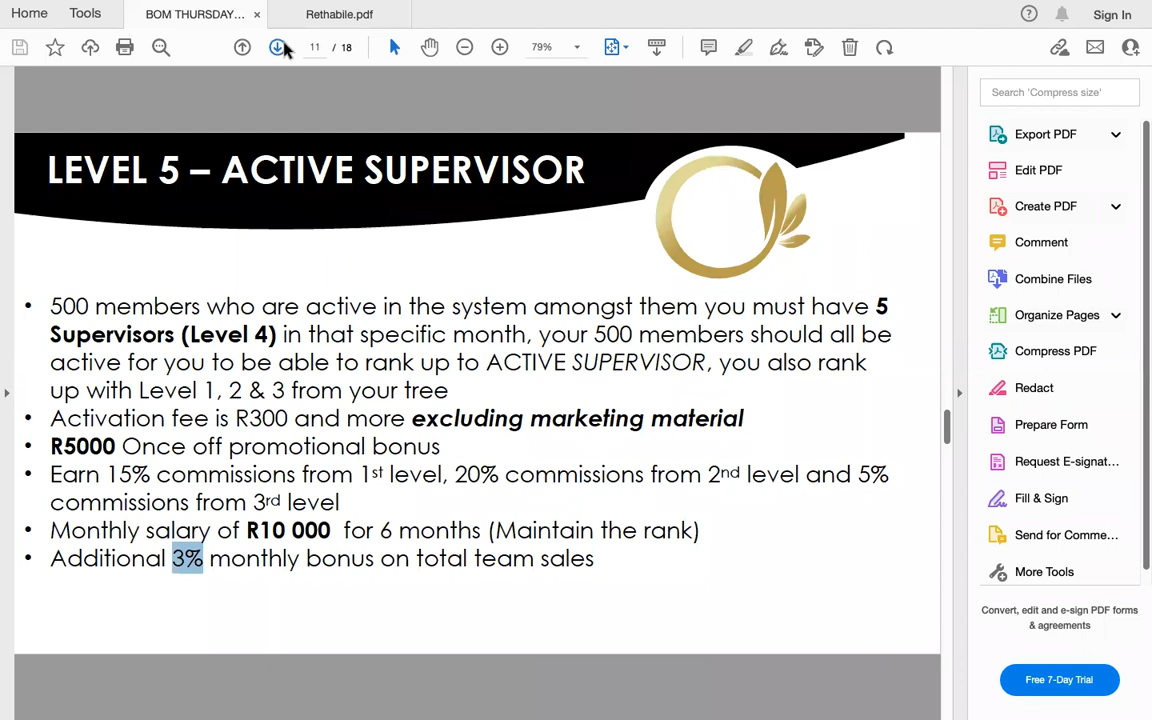 Home Tools BOM THURSDAY... × Rethabile.pdf Sign In
11 / 18 79%
Search 'Compress size'
LEVEL 5 – ACTIVE SUPERVISOR
• 500 members who are active in the system amongst them you must have 5
Supervisors (Level 4) in that specific month, your 500 members should all be
active for you to be able to rank up to ACTIVE SUPERVISOR, you also rank
up with Level 1, 2 & 3 from your tree
• Activation fee is R300 and more excluding marketing material
• R5000 Once off promotional bonus
• Earn 15% commissions from 1st level, 20% commissions from 2nd level and 5%
commissions from 3rd level
• Monthly salary of R10 000 for 6 months (Maintain the rank)
• Additional 3% monthly bonus on total team sales
Export PDF
Edit PDF
Create PDF
Comment
Combine Files
Organize Pages
Compress PDF
Redact
Prepare Form
Request E-signat...
Fill & Sign
Send for Comme...
More Tools
Convert, edit and e-sign PDF forms
& agreements
Free 7-Day Trial